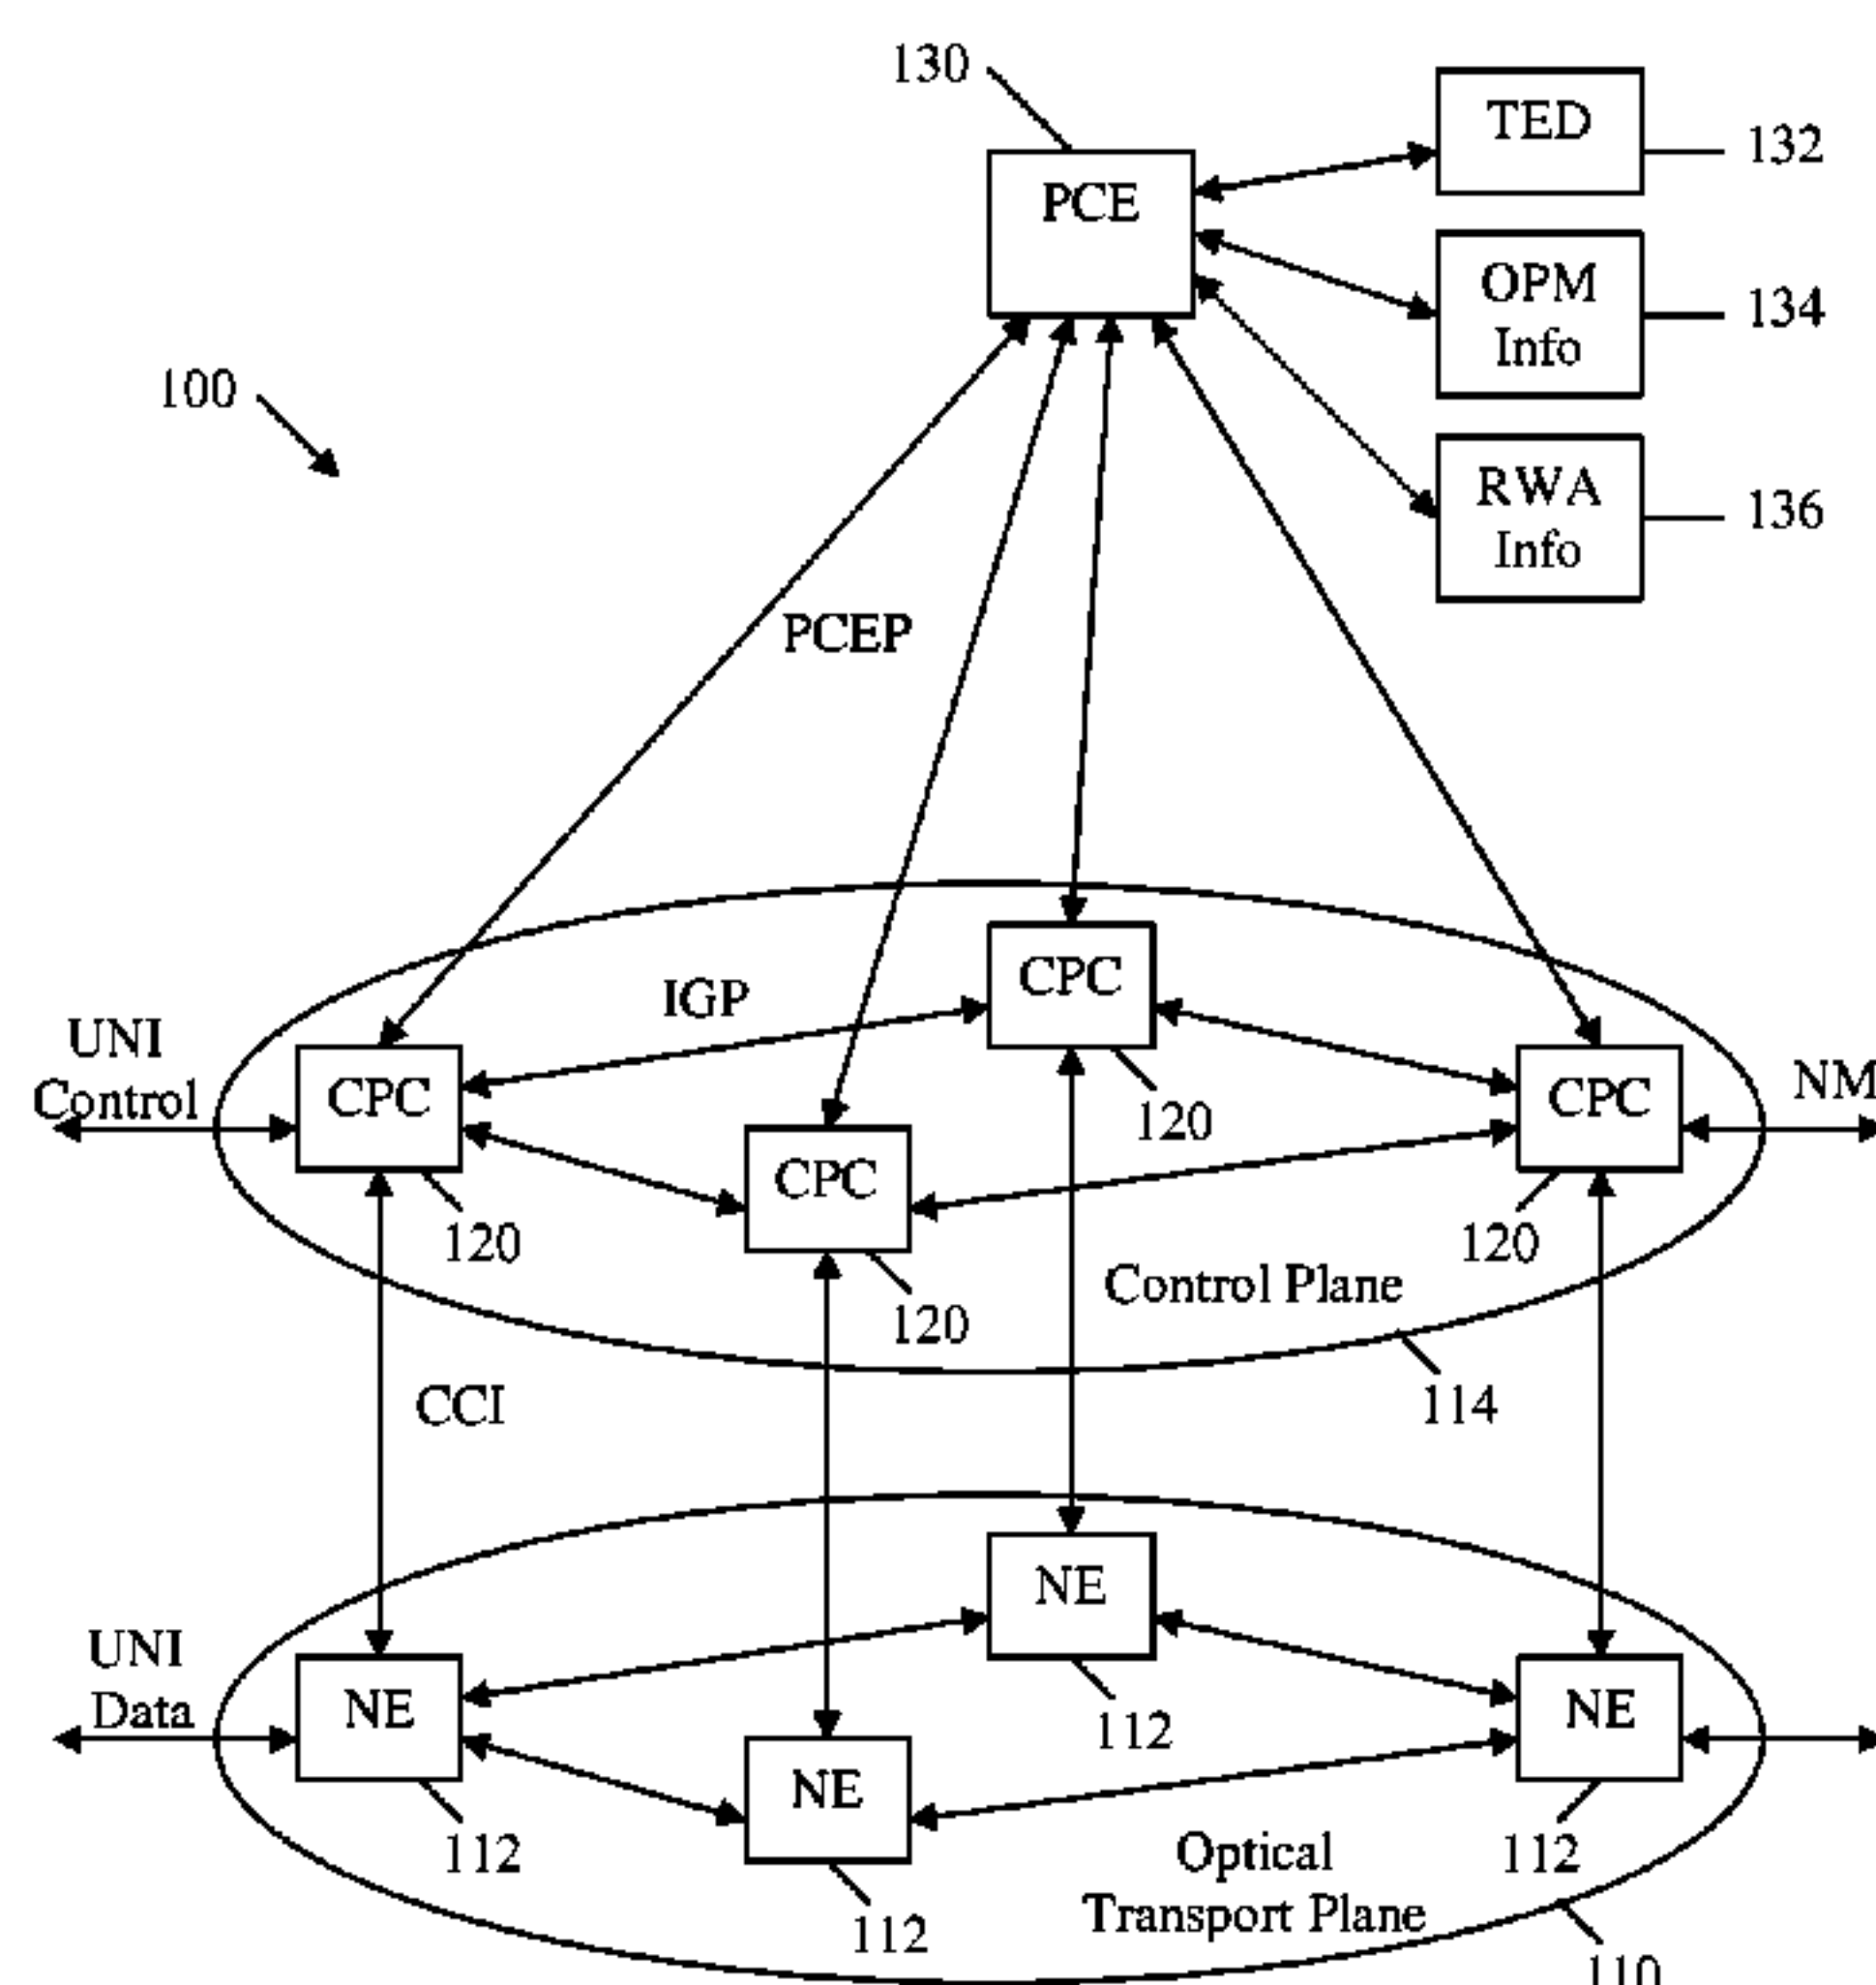 130
TED
132
PCE
OPM
Info
134
100
RWA
Info
136
PCEP
IGP
CPC
UNI
Control
CPC
120
CPC
NM
CPC
120
120
120
Control Plane
CCI
114
NE
UNI
Data
NE
112
NE
NE
112
112
112
Optical
Transport Plane
110